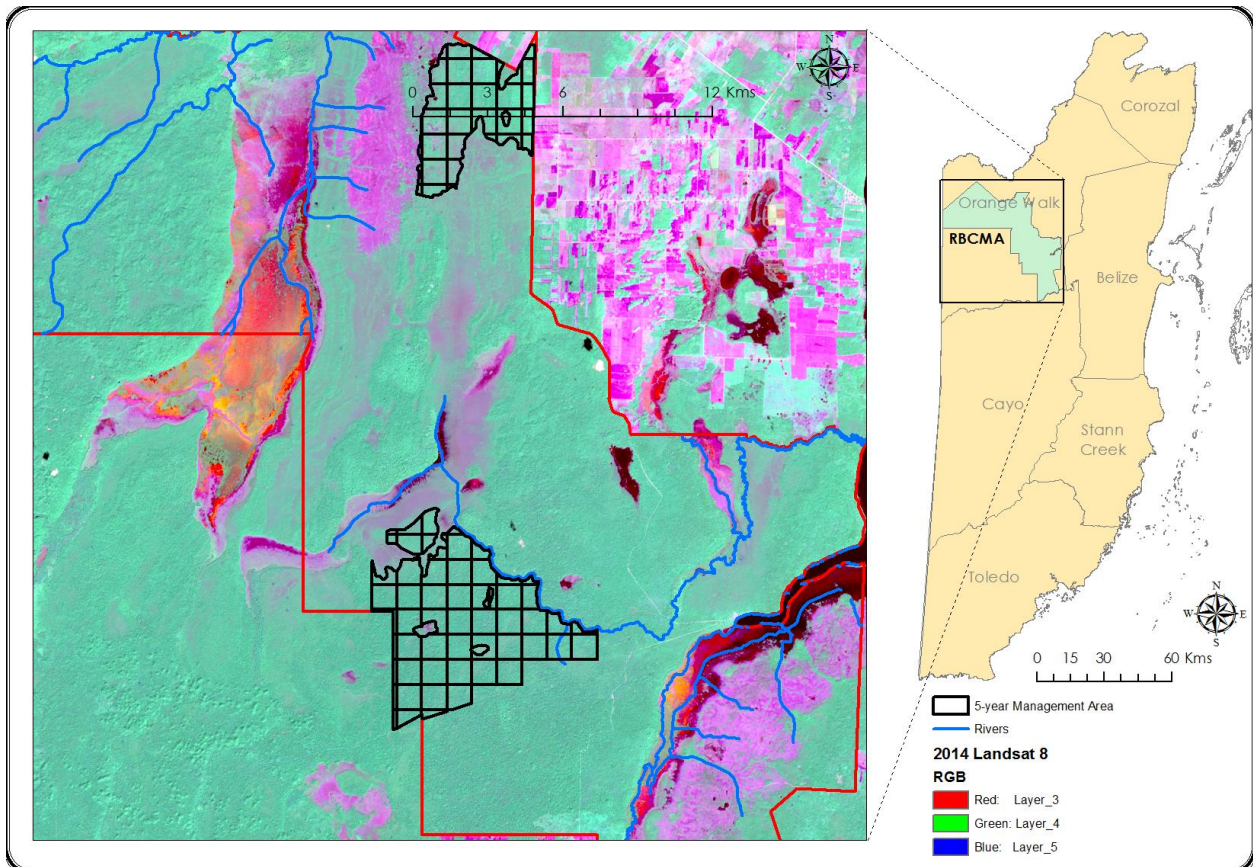 N
W E
S
0 3 6 12 Kms
Corozal
Orange Walk
RBCMA
Belize
Cayo
Stann
Creek
Toledo
N
W E
S
0 15 30 60 Kms
5-year Management Area
Rivers
2014 Landsat 8
RGB
Red: Layer_3
Green: Layer_4
Blue: Layer_5